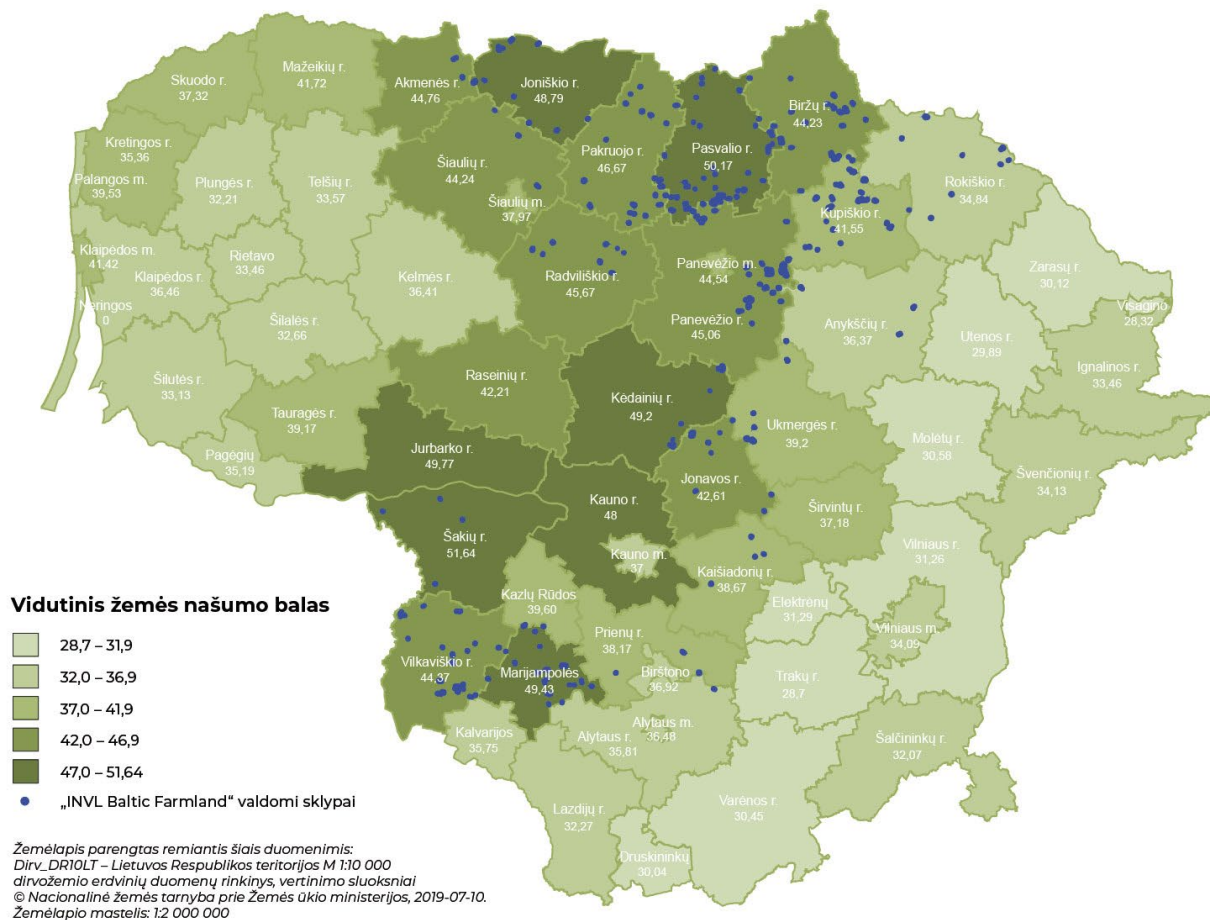 Skuodo r.
37,32
Mažeikių r.
41,72
Akmenės r.
44,76
Joniškio r.
48,79
Biržų r.
44,23
Kretingos r.
35,36
Palangos m.
39,53
Plungės r.
32,21
Telšių r.
33,57
Šiaulių r.
44,24
Šiaulių m.
37,97
Pakruojo r.
46,67
Pasvalio r.
50,17
Rokiškio r.
34,84
Kupiškio r.
41,55
Klaipėdos m.
41,42
Klaipėdos r.
36,46
Rietavo
33,46
Kelmės r.
36,41
Radviliškio r.
45,67
Panevėžio m.
44,54
Panevėžio r.
45,06
Zarasų r.
30,12
Visagino
28,32
Neringos
0
Šilalės r.
32,66
Anykščių r.
36,37
Utenos r.
29,89
Ignalinos r.
33,46
Šilutės r.
33,13
Raseinių r.
42,21
Kėdainių r.
49,2
Tauragės r.
39,17
Ukmergės r.
39,2
Molėtų r.
30,58
Pagėgių
35,19
Jurbarko r.
49,77
Jonavos r.
42,61
Švenčionių r.
34,13
Kauno r.
48
Širvintų r.
37,18
Šakių r.
51,64
Kauno m.
37
Vilniaus r.
31,26
Kaišiadorių r.
38,67
Kazlų Rūdos
39,60
Elektrėnų
31,29
Vilniaus m.
34,09
Prienų r.
38,17
Vilkaviškio r.
44,37
Marijampolės
49,43
Birštono
36,92
Trakų r.
28,7
Kalvarijos
35,75
Alytaus r.
35,81
Alytaus m.
36,48
Šalčininkų r.
32,07
Lazdijų r.
32,27
Varėnos r.
30,45
Druskininkų
30,04
Vidutinis žemės našumo balas
28,7 – 31,9
32,0 – 36,9
37,0 – 41,9
42,0 – 46,9
47,0 – 51,64
„INVL Baltic Farmland“ valdomi sklypai
Žemėlapis parengtas remiantis šiais duomenimis:
Dirv_DR10LT – Lietuvos Respublikos teritorijos M 1:10 000
dirvožemio erdvinių duomenų rinkinys, vertinimo sluoksniai
© Nacionalinė žemės tarnyba prie Žemės ūkio ministerijos, 2019-07-10.
Žemėlapio mastelis: 1:2 000 000